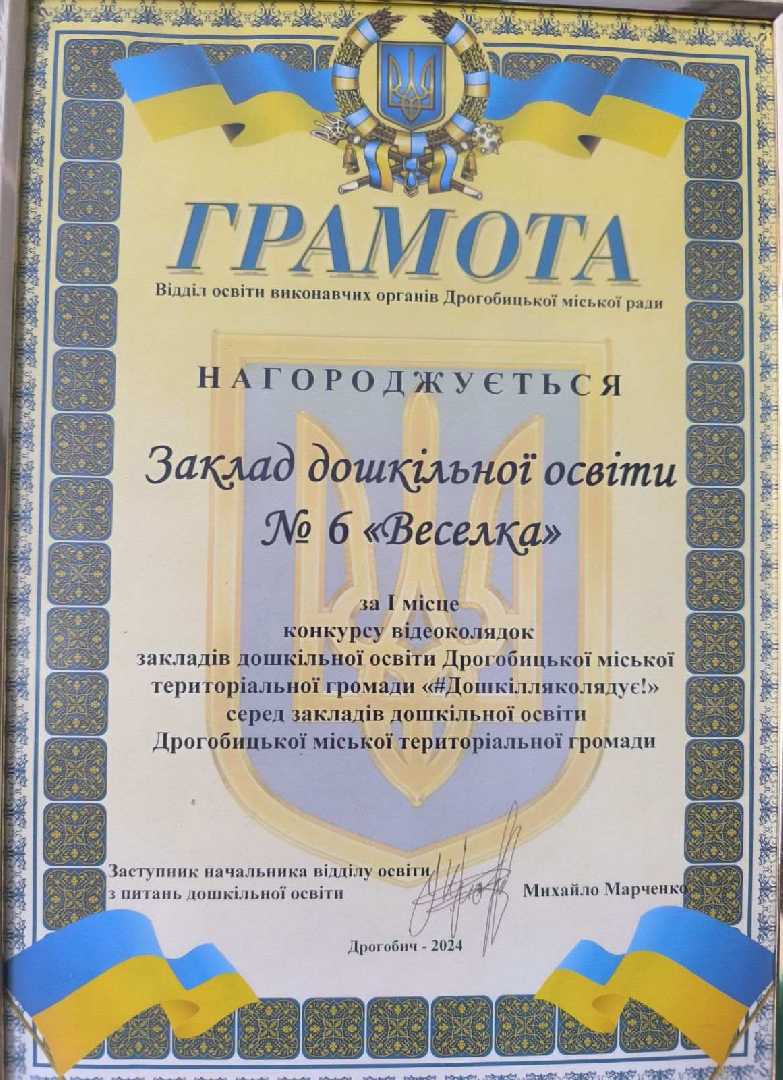 ГРАМОТА
Відділ освіти виконавчих органів Дрогобицької міської ради
НАГОРОДЖУЄТЬСЯ
Заклад дошкільної освіти
№ 6 «Веселка»
за І місце
конкурсу відеоколядок
закладів дошкільної освіти Дрогобицької міської
територіальної громади «#Дошкілляколядує!»
серед закладів дошкільної освіти
Дрогобицької міської територіальної громади
Заступник начальника відділу освіти
з питань дошкільної освіти Михайло Марченко
Дрогобич - 2024